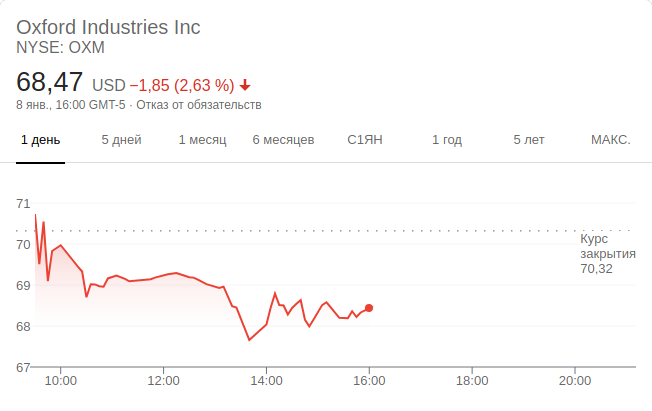 Oxford Industries Inc
NYSE: OXM
68,47 USD −1,85 (2,63 %)
8 янв., 16:00 GMT-5 · Отказ от обязательств
1 день 5 дней 1 месяц 6 месяцев С1ЯН 1 год 5 лет МАКС.
71
70
69
68
67
Курс
закрытия
70,32
10:00 12:00 14:00 16:00 18:00 20:00